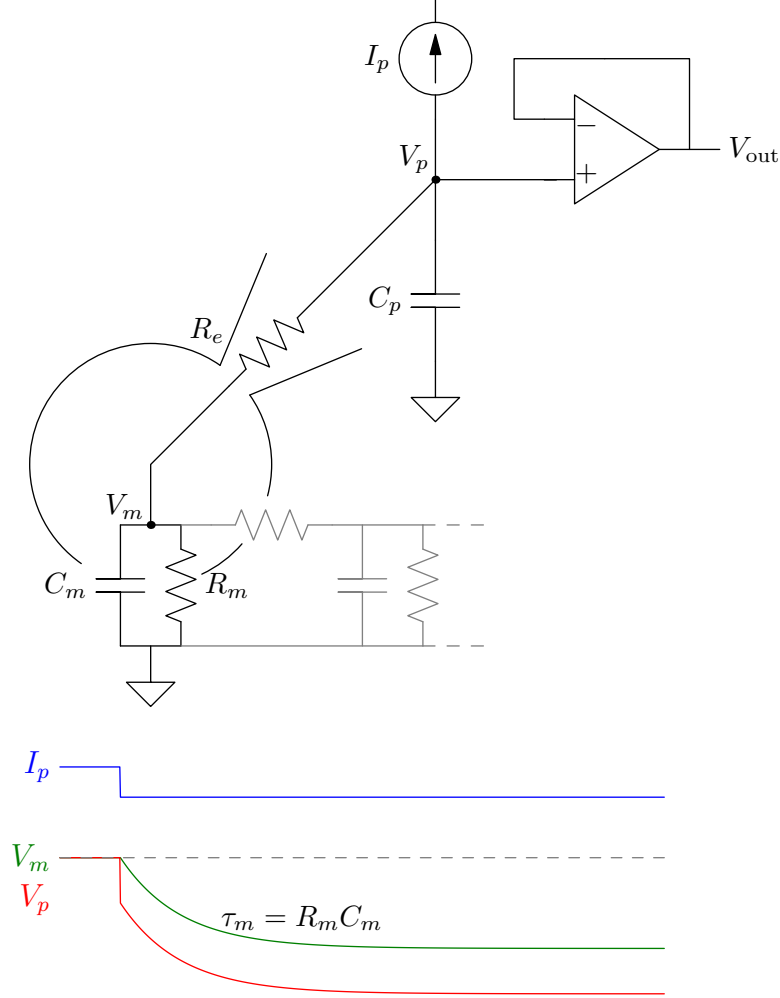 I_p
V_p
−
+
V_out
C_p
R_e
V_m
C_m
R_m
I_p
V_m
V_p
τ_m = R_mC_m